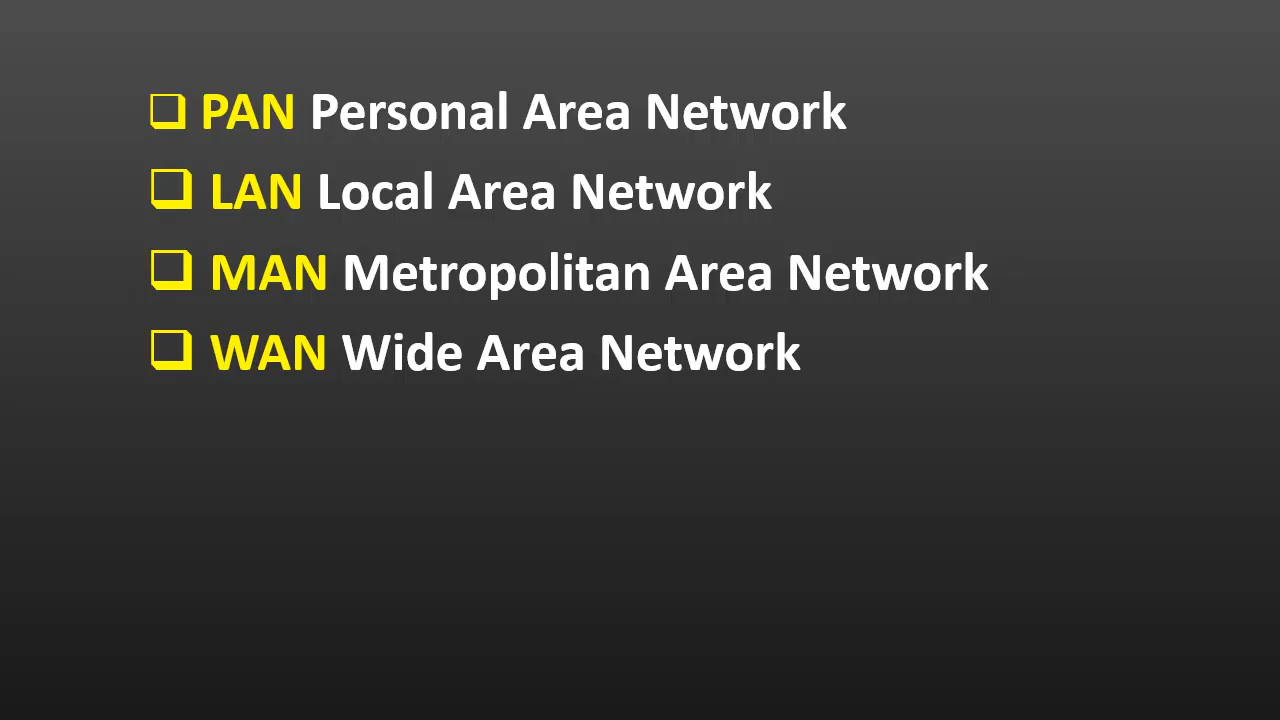 ❑ PAN Personal Area Network
❑ LAN Local Area Network
❑ MAN Metropolitan Area Network
❑ WAN Wide Area Network